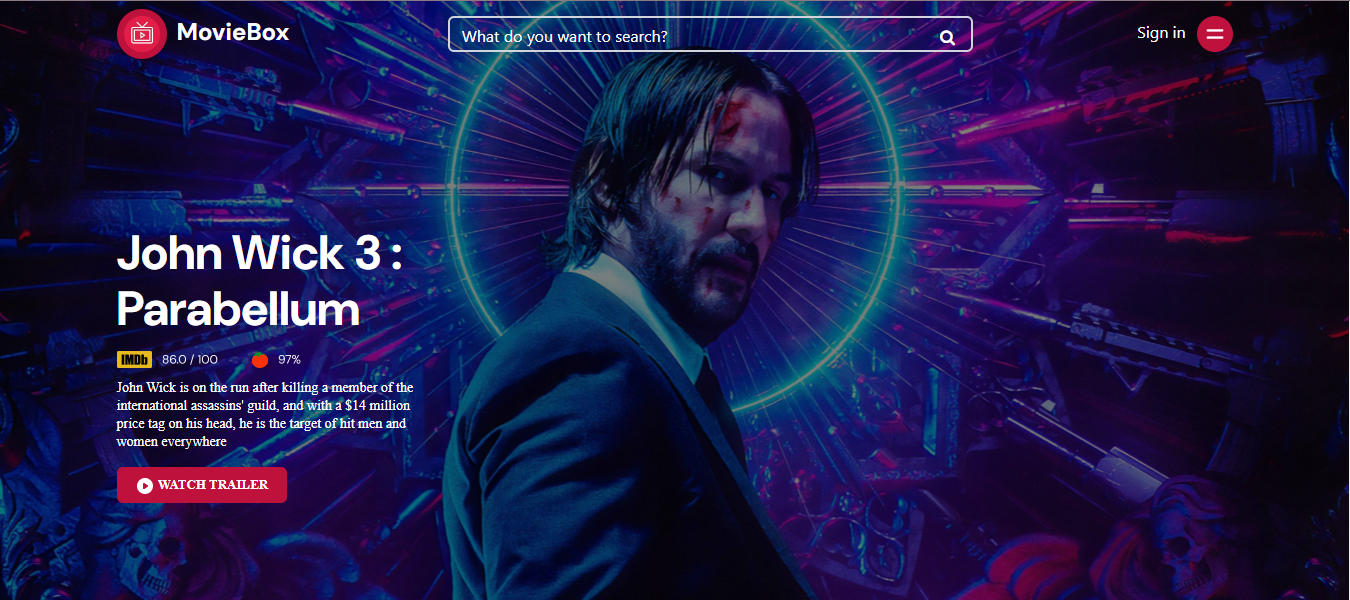 MovieBox
What do you want to search?
Sign in
John Wick 3 :
Parabellum
IMDb 86.0 / 100 97%
John Wick is on the run after killing a member of the
international assassins' guild, and with a $14 million
price tag on his head, he is the target of hit men and
women everywhere
WATCH TRAILER